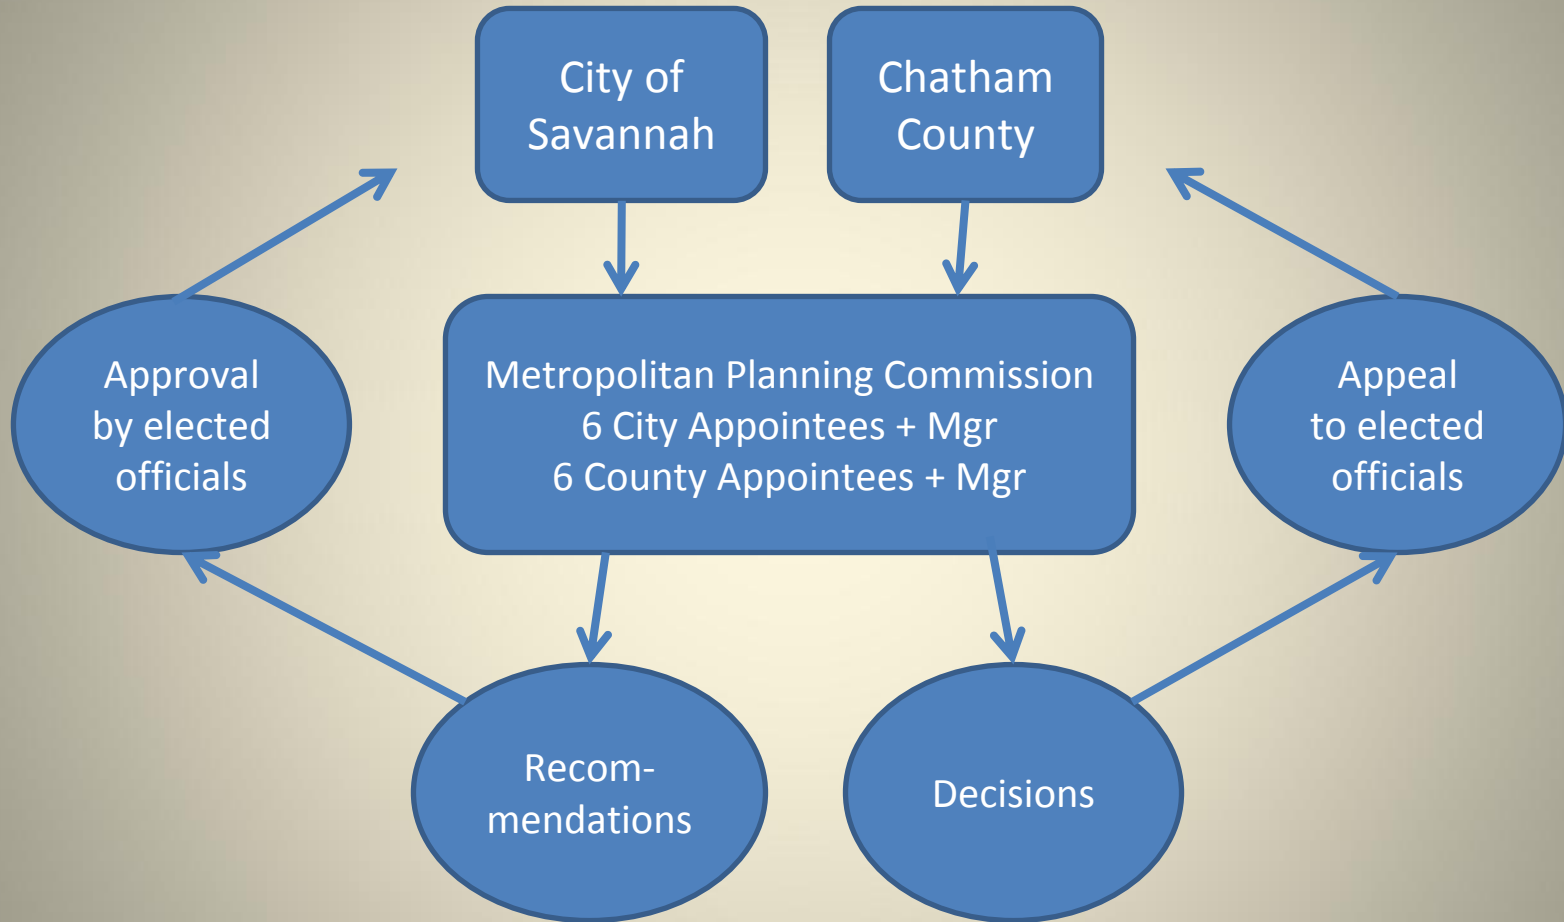 City of
Savannah
Chatham
County
Approval
by elected
officials
Metropolitan Planning Commission
6 City Appointees + Mgr
6 County Appointees + Mgr
Appeal
to elected
officials
Recom-
mendations
Decisions